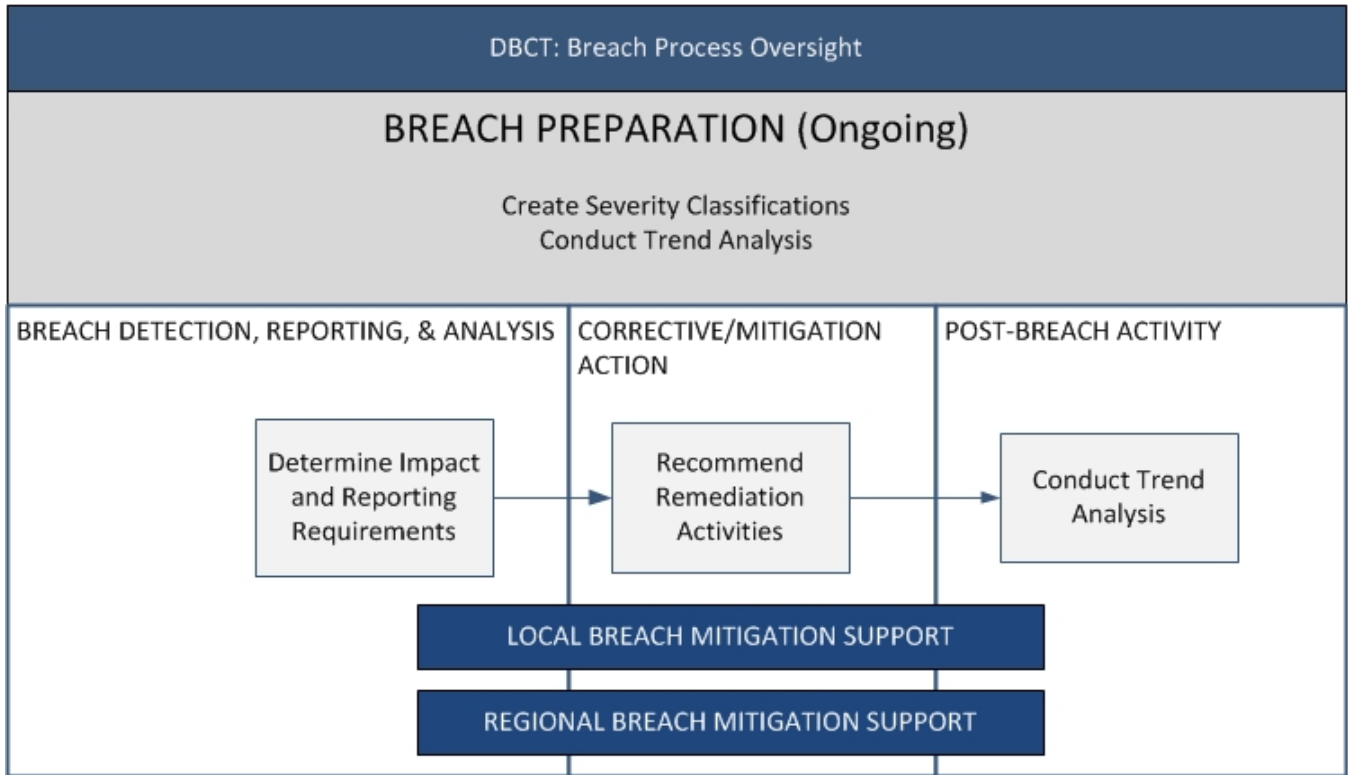 DBCT: Breach Process Oversight
BREACH PREPARATION (Ongoing)
Create Severity Classifications
Conduct Trend Analysis
BREACH DETECTION, REPORTING, & ANALYSIS
CORRECTIVE/MITIGATION
ACTION
POST-BREACH ACTIVITY
Determine Impact
and Reporting
Requirements
Recommend
Remediation
Activities
Conduct Trend
Analysis
LOCAL BREACH MITIGATION SUPPORT
REGIONAL BREACH MITIGATION SUPPORT